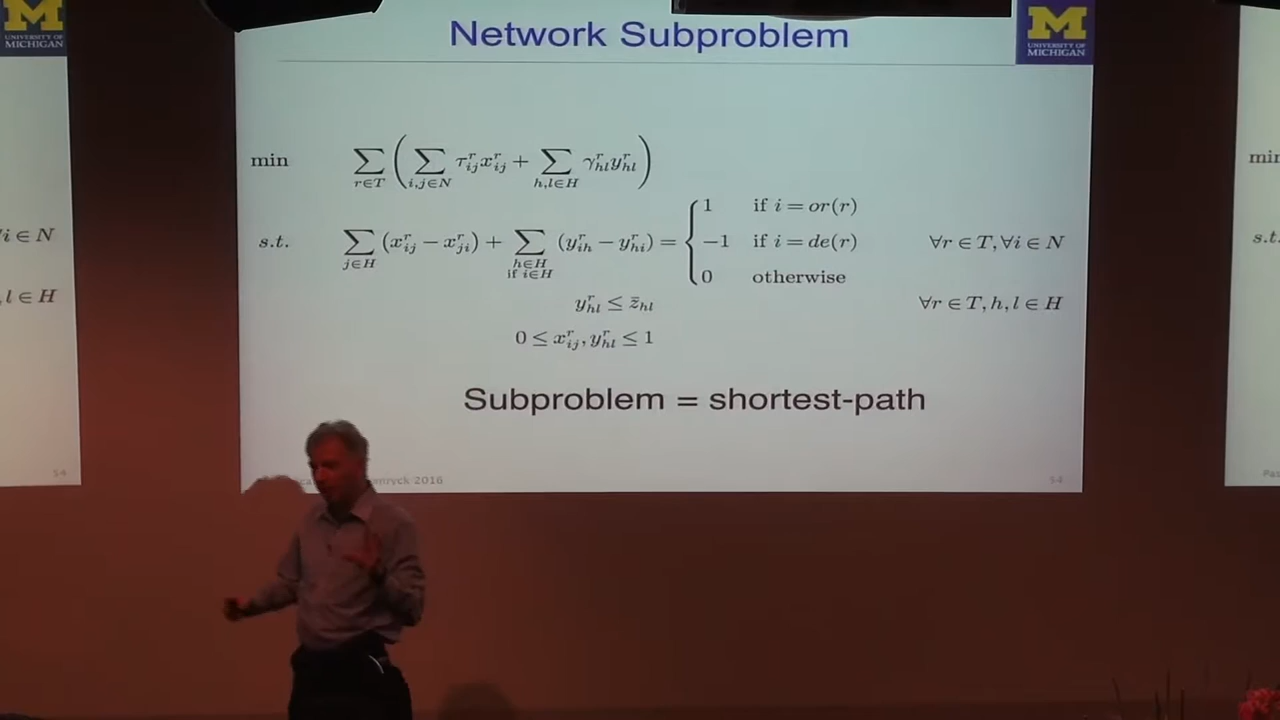 M
UNIVERSITY OF
MICHIGAN
Network Subproblem
M
UNIVERSITY OF
MICHIGAN
min ∑_{r∈T} ( ∑_{i,j∈N} τ^r_{ij} x^r_{ij} + ∑_{h,l∈H} γ^r_{hl} y^r_{hl} )
min
s.t. ∑_{j∈H} (x^r_{ij} − x^r_{ji}) + ∑_{h∈H if i∈H} (y^r_{ih} − y^r_{hi}) = { 1 if i = or(r)
−1 if i = de(r) ∀r ∈ T, ∀i ∈ N
0 otherwise
i ∈ N
s.t.
y^r_{hl} ≤ z̄_{hl} ∀r ∈ T, h, l ∈ H
, l ∈ H
0 ≤ x^r_{ij}, y^r_{hl} ≤ 1
Subproblem = shortest-path
54
2016
54